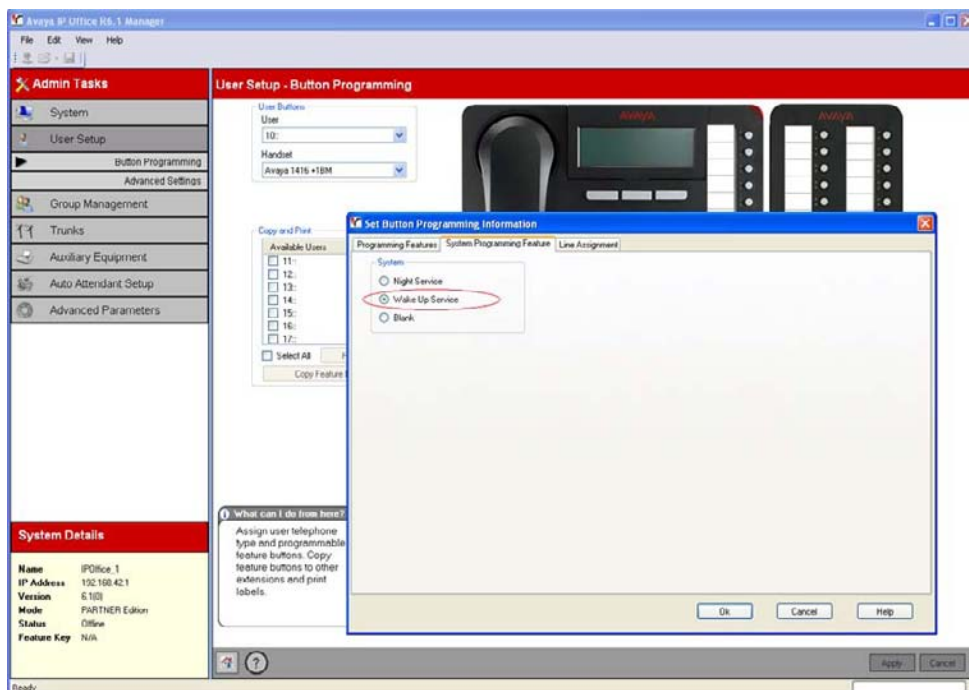 Avaya IP Office R6.1 Manager
File Edit View Help
Admin Tasks
System
User Setup
Button Programming
Advanced Settings
Group Management
Trunks
Auxiliary Equipment
Auto Attendant Setup
Advanced Parameters
System Details
Name IPOffice_1
IP Address 192.168.42.1
Version 6.1(0)
Mode PARTNER Edition
Status Offline
Feature Key N/A
Ready
User Setup - Button Programming
User Buttons
User
10::
Handset
Avaya 1416 +18M
AVAYA
AVAYA
Copy and Print
Available Users
11::
12::
13::
14::
15::
16::
17::
Select All
Copy Feature
What can I do from here?
Assign user telephone
type and programmable
feature buttons. Copy
feature buttons to other
extensions and print
labels.
Set Button Programming Information
Programming Features System Programming Feature Line Assignment
System
Night Service
Wake Up Service
Blank
Ok Cancel Help
Apply Cancel